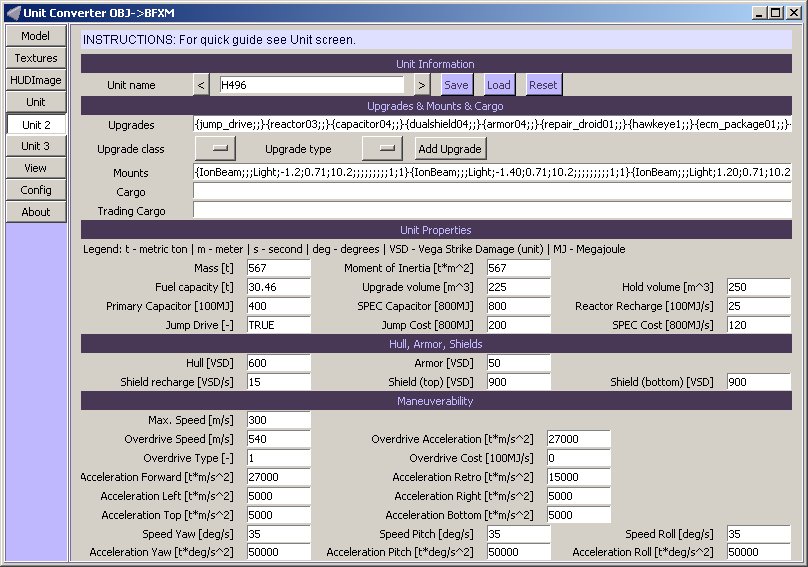 Unit Converter OBJ->BFXM
Model
Textures
HUDImage
Unit
Unit 2
Unit 3
View
Config
About
INSTRUCTIONS: For quick guide see Unit screen.
Unit Information
Unit name < H496 > Save Load Reset
Upgrades & Mounts & Cargo
Upgrades {jump_drive;;}{reactor03;;}{capacitor04;;}{dualshield04;;}{armor04;;}{repair_droid01;;}{hawkeye1;;}{ecm_package01;;}
Upgrade class Upgrade type Add Upgrade
Mounts {IonBeam;;;Light;-1.2;0.71;10.2;;;;;;;;;1;1}{IonBeam;;;Light;-1.40;0.71;10.2;;;;;;;;;1;1}{IonBeam;;;Light;1.20;0.71;10.2
Cargo
Trading Cargo
Unit Properties
Legend: t - metric ton | m - meter | s - second | deg - degrees | VSD - Vega Strike Damage (unit) | MJ - Megajoule
Mass [t] 567 Moment of Inertia [t*m^2] 567
Fuel capacity [t] 30.46 Upgrade volume [m^3] 225 Hold volume [m^3] 250
Primary Capacitor [100MJ] 400 SPEC Capacitor [800MJ] 800 Reactor Recharge [100MJ/s] 25
Jump Drive [-] TRUE Jump Cost [800MJ] 200 SPEC Cost [800MJ/s] 120
Hull, Armor, Shields
Hull [VSD] 600 Armor [VSD] 50
Shield recharge [VSD/s] 15 Shield (top) [VSD] 900 Shield (bottom) [VSD] 900
Maneuverability
Max. Speed [m/s] 300
Overdrive Speed [m/s] 540 Overdrive Acceleration [t*m/s^2] 27000
Overdrive Type [-] 1 Overdrive Cost [100MJ/s] 0
Acceleration Forward [t*m/s^2] 27000 Acceleration Retro [t*m/s^2] 15000
Acceleration Left [t*m/s^2] 5000 Acceleration Right [t*m/s^2] 5000
Acceleration Top [t*m/s^2] 5000 Acceleration Bottom [t*m/s^2] 5000
Speed Yaw [deg/s] 35 Speed Pitch [deg/s] 35 Speed Roll [deg/s] 35
Acceleration Yaw [t*deg/s^2] 50000 Acceleration Pitch [t*deg/s^2] 50000 Acceleration Roll [t*deg/s^2] 50000